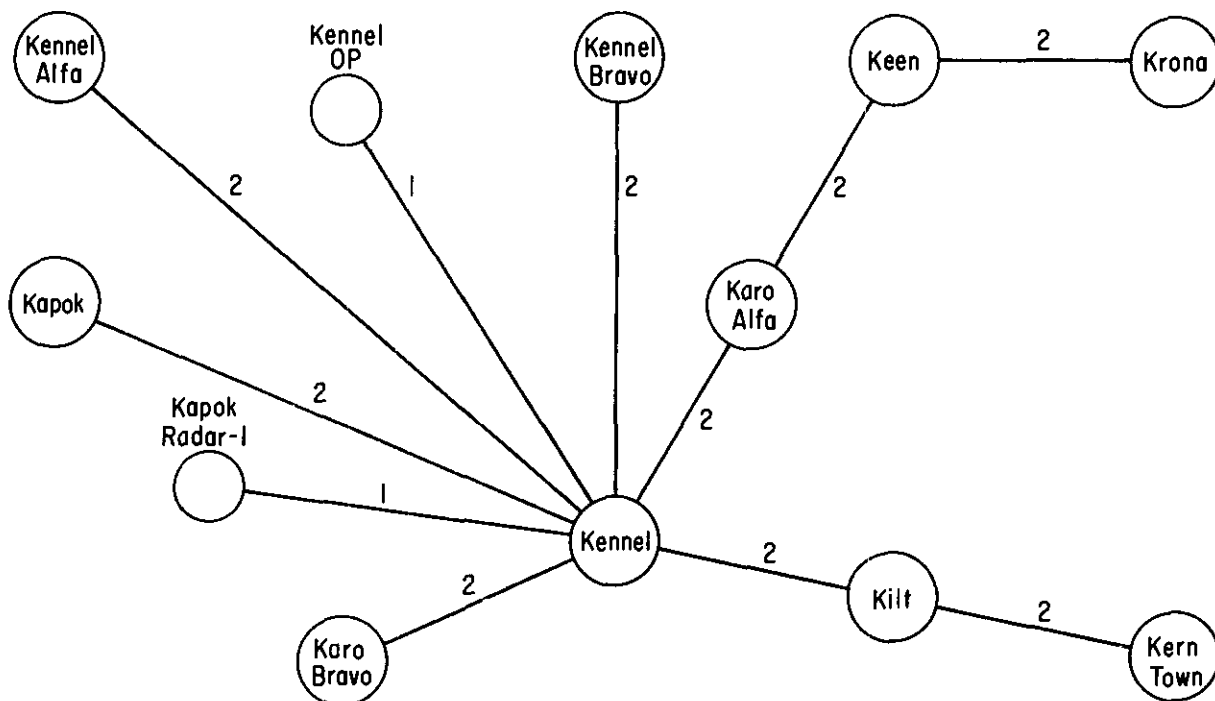 Kennel
Alfa
Kennel
OP
Kennel
Bravo
Keen
2
Krona
2
1
2
2
Kapok
Karo
Alfa
2
2
Kapok
Radar-1
1
Kennel
2
2
Kilt
2
Karo
Bravo
Kern
Town